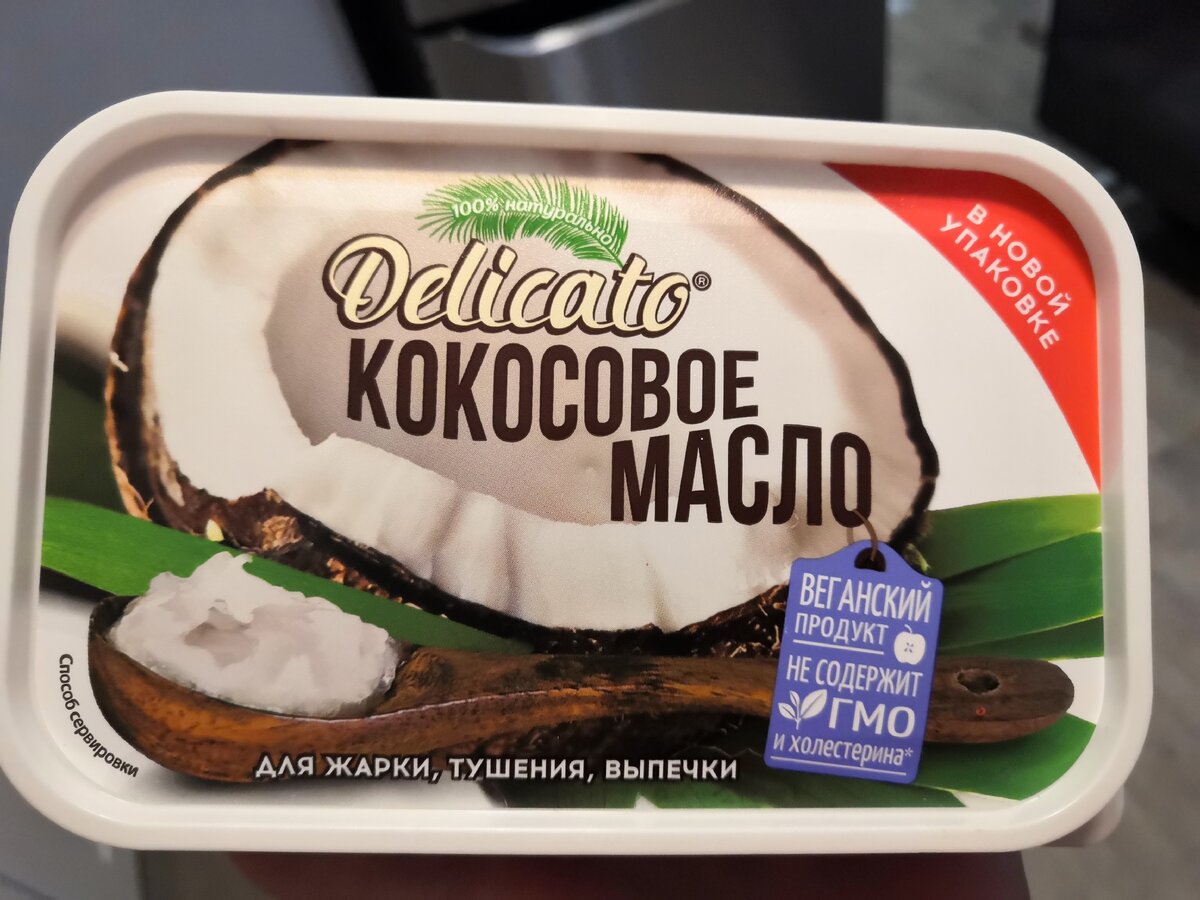 100% натурально!
Delicato®
КОКОСОВОЕ
МАСЛО
В НОВОЙ
УПАКОВКЕ
ВЕГАНСКИЙ
ПРОДУКТ
НЕ СОДЕРЖИТ
ГМО
И ХОЛЕСТЕРИНА*
Способ сервировки
ДЛЯ ЖАРКИ, ТУШЕНИЯ, ВЫПЕЧКИ